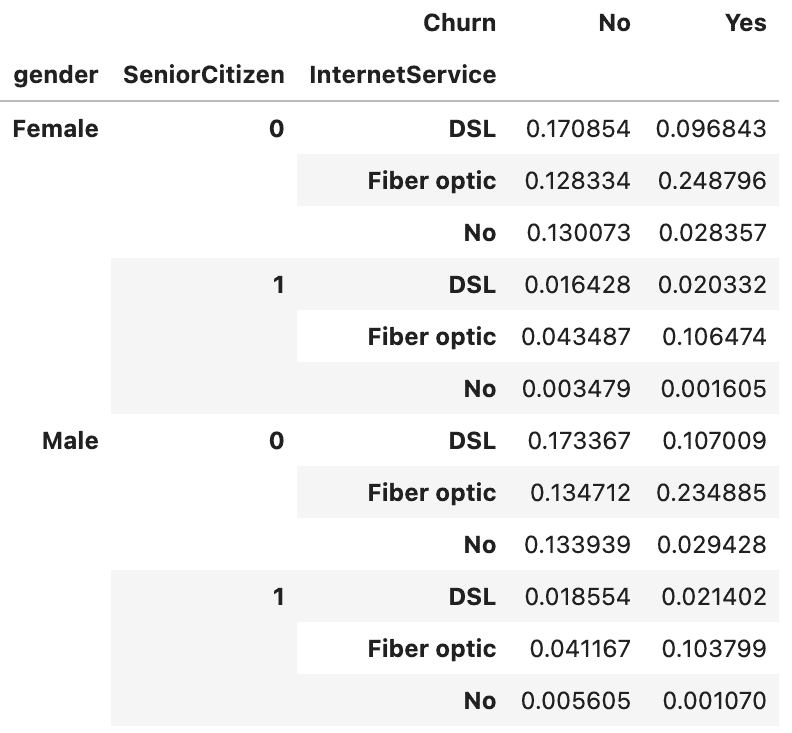 Churn No Yes
gender SeniorCitizen InternetService
Female 0 DSL 0.170854 0.096843
Fiber optic 0.128334 0.248796
No 0.130073 0.028357
1 DSL 0.016428 0.020332
Fiber optic 0.043487 0.106474
No 0.003479 0.001605
Male 0 DSL 0.173367 0.107009
Fiber optic 0.134712 0.234885
No 0.133939 0.029428
1 DSL 0.018554 0.021402
Fiber optic 0.041167 0.103799
No 0.005605 0.001070